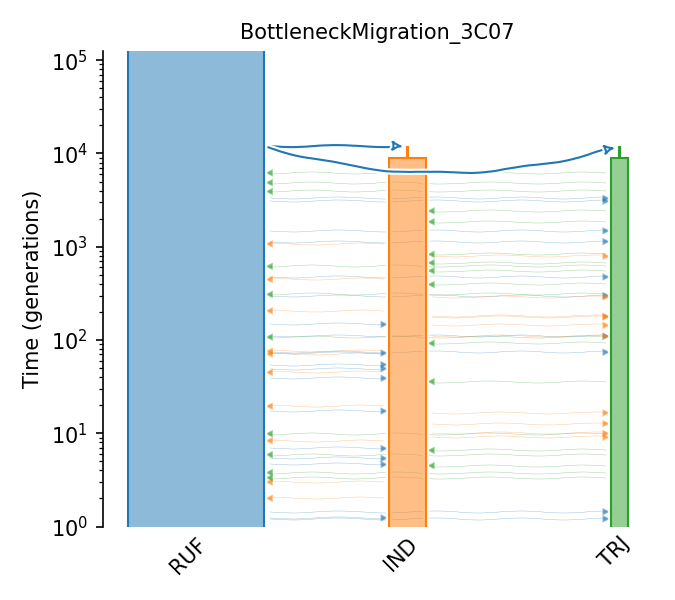 BottleneckMigration_3C07
Time (generations)
10⁵
10⁴
10³
10²
10¹
10⁰
RUF
IND
TRJ